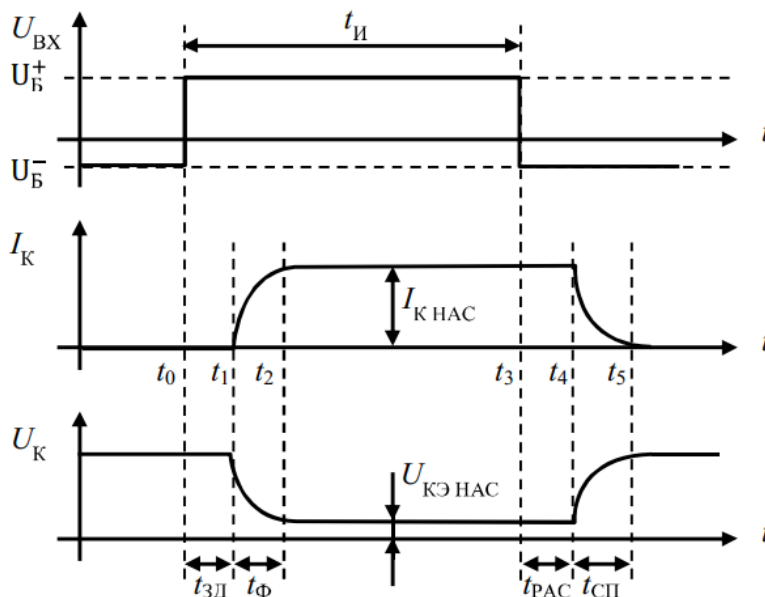 U_ВХ
t_И
U_Б^+
t
U_Б^−
I_К
I_К НАС
t
t_0 t_1 t_2 t_3 t_4 t_5
U_К
U_КЭ НАС
t
t_ЗД t_Ф t_РАС t_СП